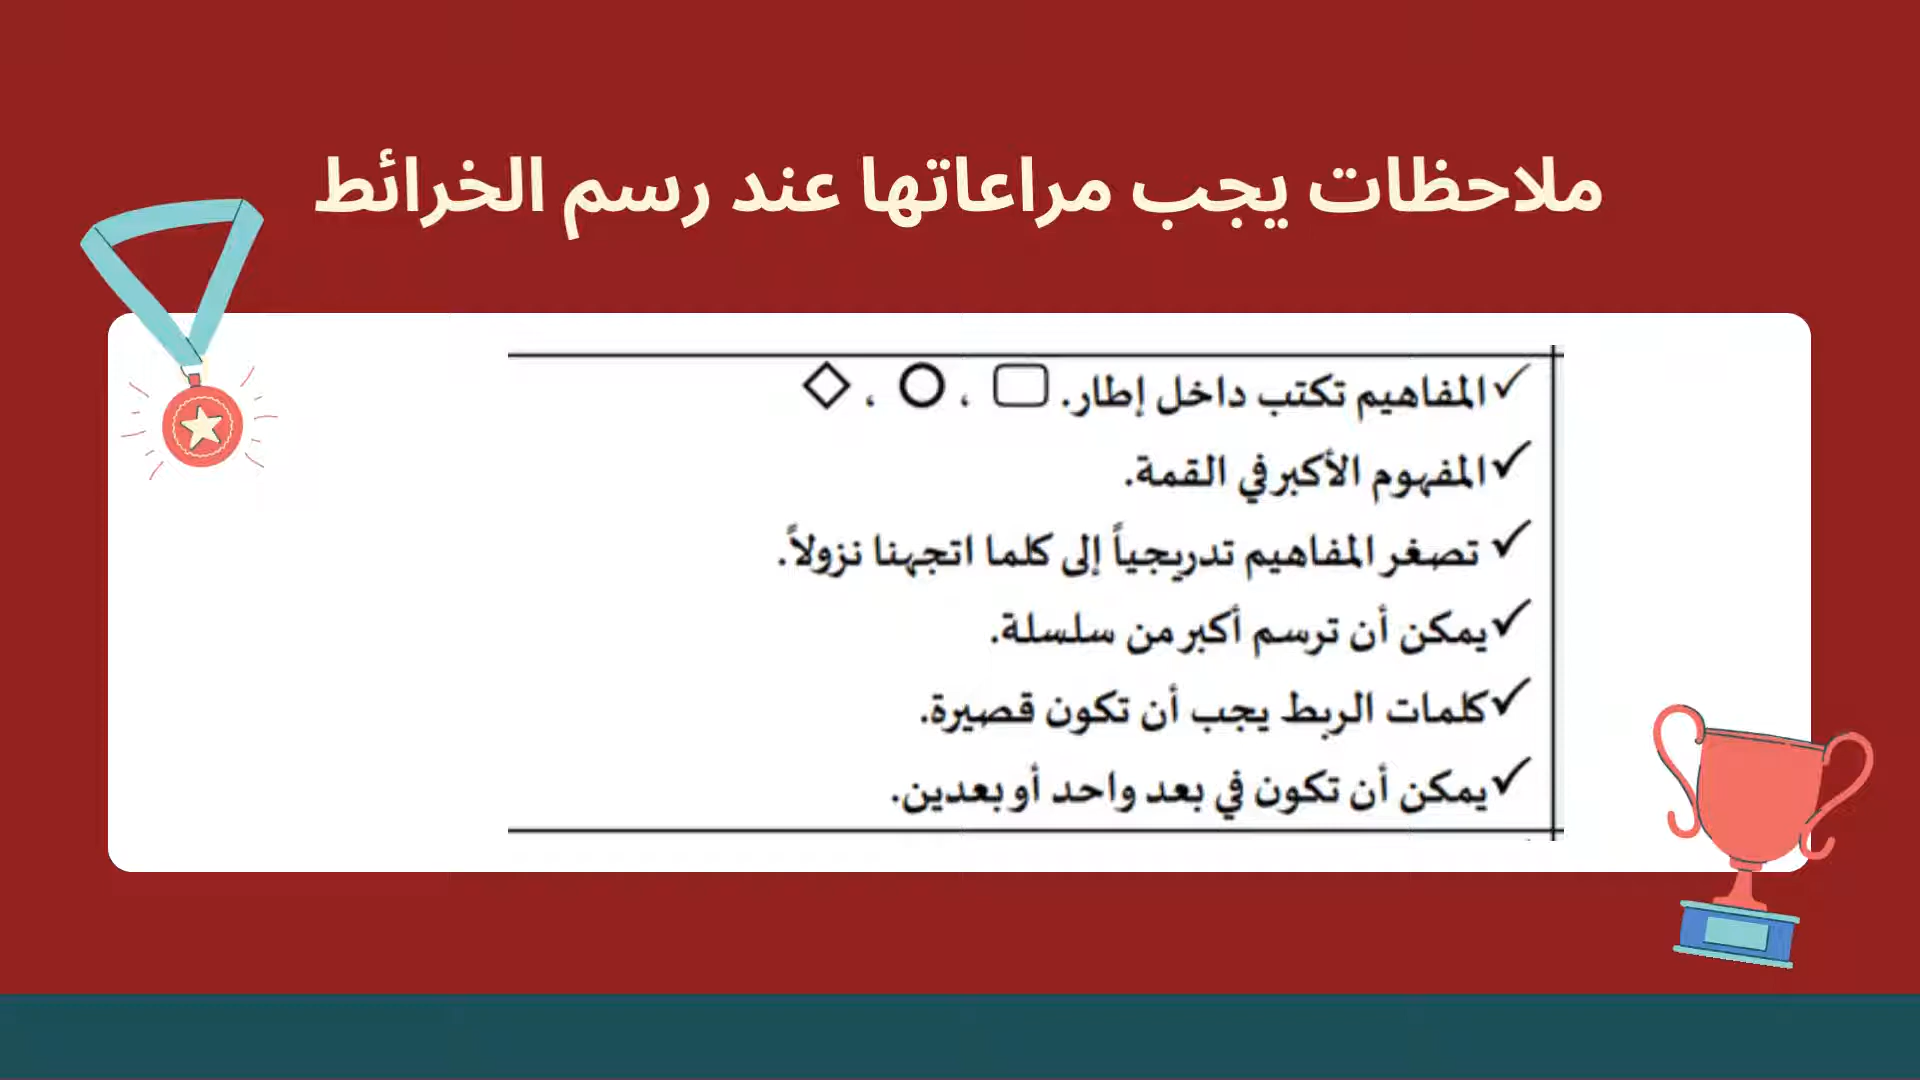 ملاحظات يجب مراعاتها عند رسم الخرائط
✓المفاهيم تكتب داخل إطار. ▢ ، ○ ، ◇
✓المفهوم الأكبر في القمة.
✓ تصغر المفاهيم تدريجياً إلى كلما اتجهنا نزولاً.
✓يمكن أن ترسم أكبر من سلسلة.
✓كلمات الربط يجب أن تكون قصيرة.
✓يمكن أن تكون في بعد واحد أو بعدين.